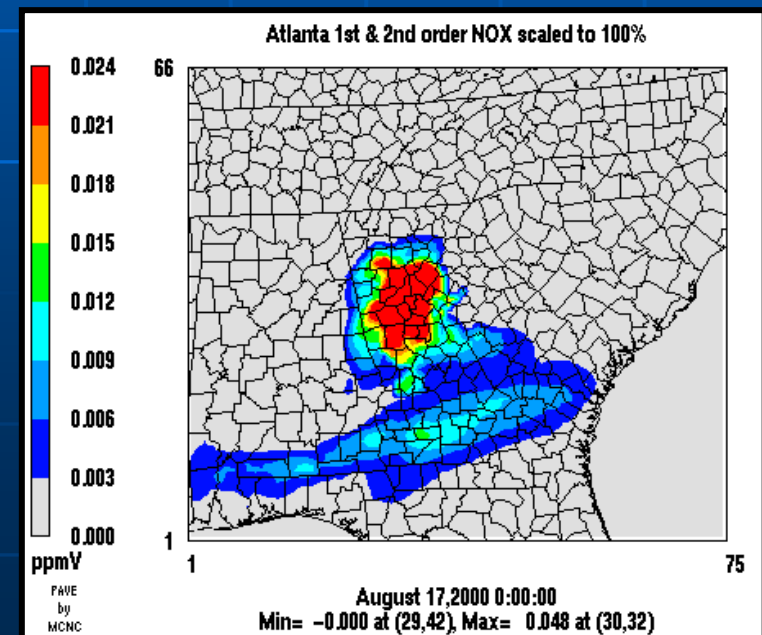 Atlanta 1st & 2nd order NOX scaled to 100%
0.024
0.021
0.018
0.015
0.012
0.009
0.006
0.003
0.000
ppmV
PAVE
by
MCNC
66
1
1
75
August 17,2000 0:00:00
Min= -0.000 at (29,42), Max= 0.048 at (30,32)